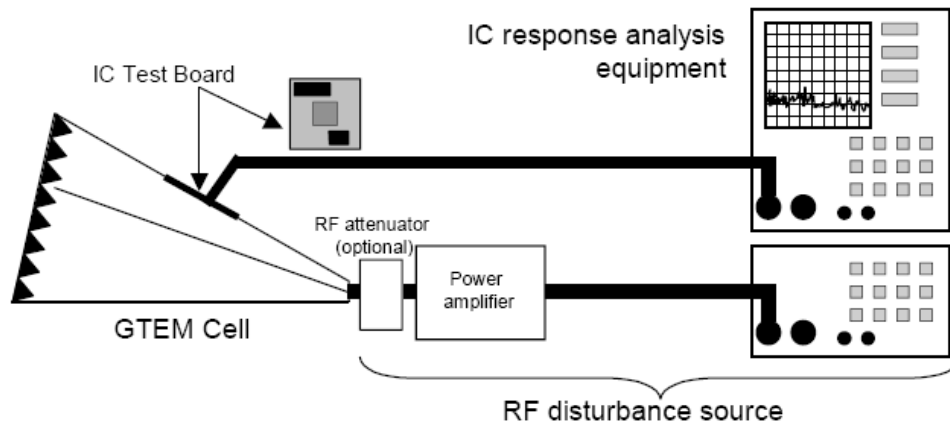 IC response analysis
equipment
IC Test Board
RF attenuator
(optional)
Power
amplifier
GTEM Cell
RF disturbance source